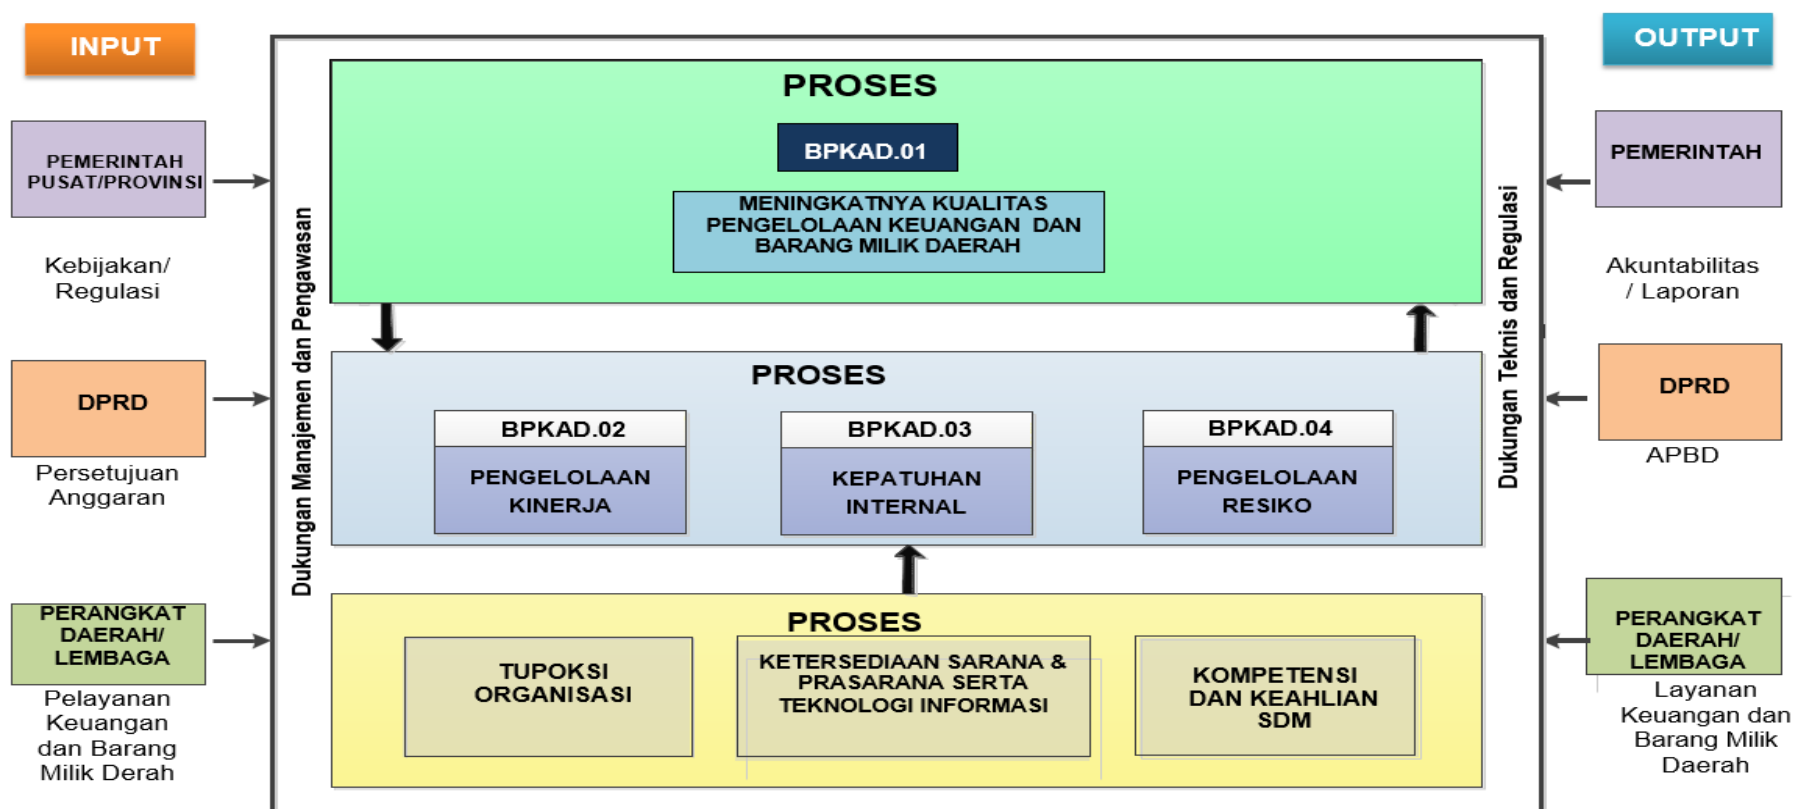 INPUT
PEMERINTAH
PUSAT/PROVINSI
Kebijakan/
Regulasi
DPRD
Persetujuan
Anggaran
PERANGKAT
DAERAH/
LEMBAGA
Pelayanan
Keuangan
dan Barang
Milik Derah
Dukungan Manajemen dan Pengawasan
PROSES
BPKAD.01
MENINGKATNYA KUALITAS
PENGELOLAAN KEUANGAN DAN
BARANG MILIK DAERAH
PROSES
BPKAD.02
PENGELOLAAN
KINERJA
BPKAD.03
KEPATUHAN
INTERNAL
BPKAD.04
PENGELOLAAN
RESIKO
PROSES
TUPOKSI
ORGANISASI
KETERSEDIAAN SARANA &
PRASARANA SERTA
TEKNOLOGI INFORMASI
KOMPETENSI
DAN KEAHLIAN
SDM
Dukungan Teknis dan Regulasi
OUTPUT
PEMERINTAH
Akuntabilitas
/ Laporan
DPRD
APBD
PERANGKAT
DAERAH/
LEMBAGA
Layanan
Keuangan dan
Barang Milik
Daerah